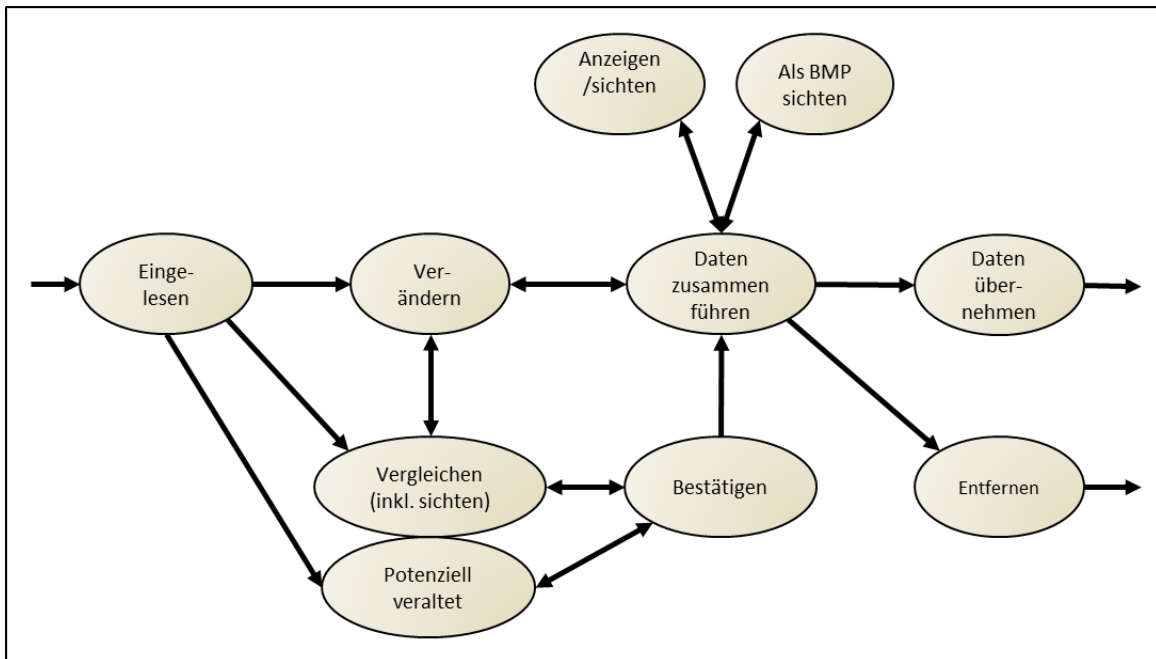 Anzeigen
/sichten
Als BMP
sichten
Einge-
lesen
Ver-
ändern
Daten
zusammen
führen
Daten
über-
nehmen
Vergleichen
(inkl. sichten)
Bestätigen
Entfernen
Potenziell
veraltet